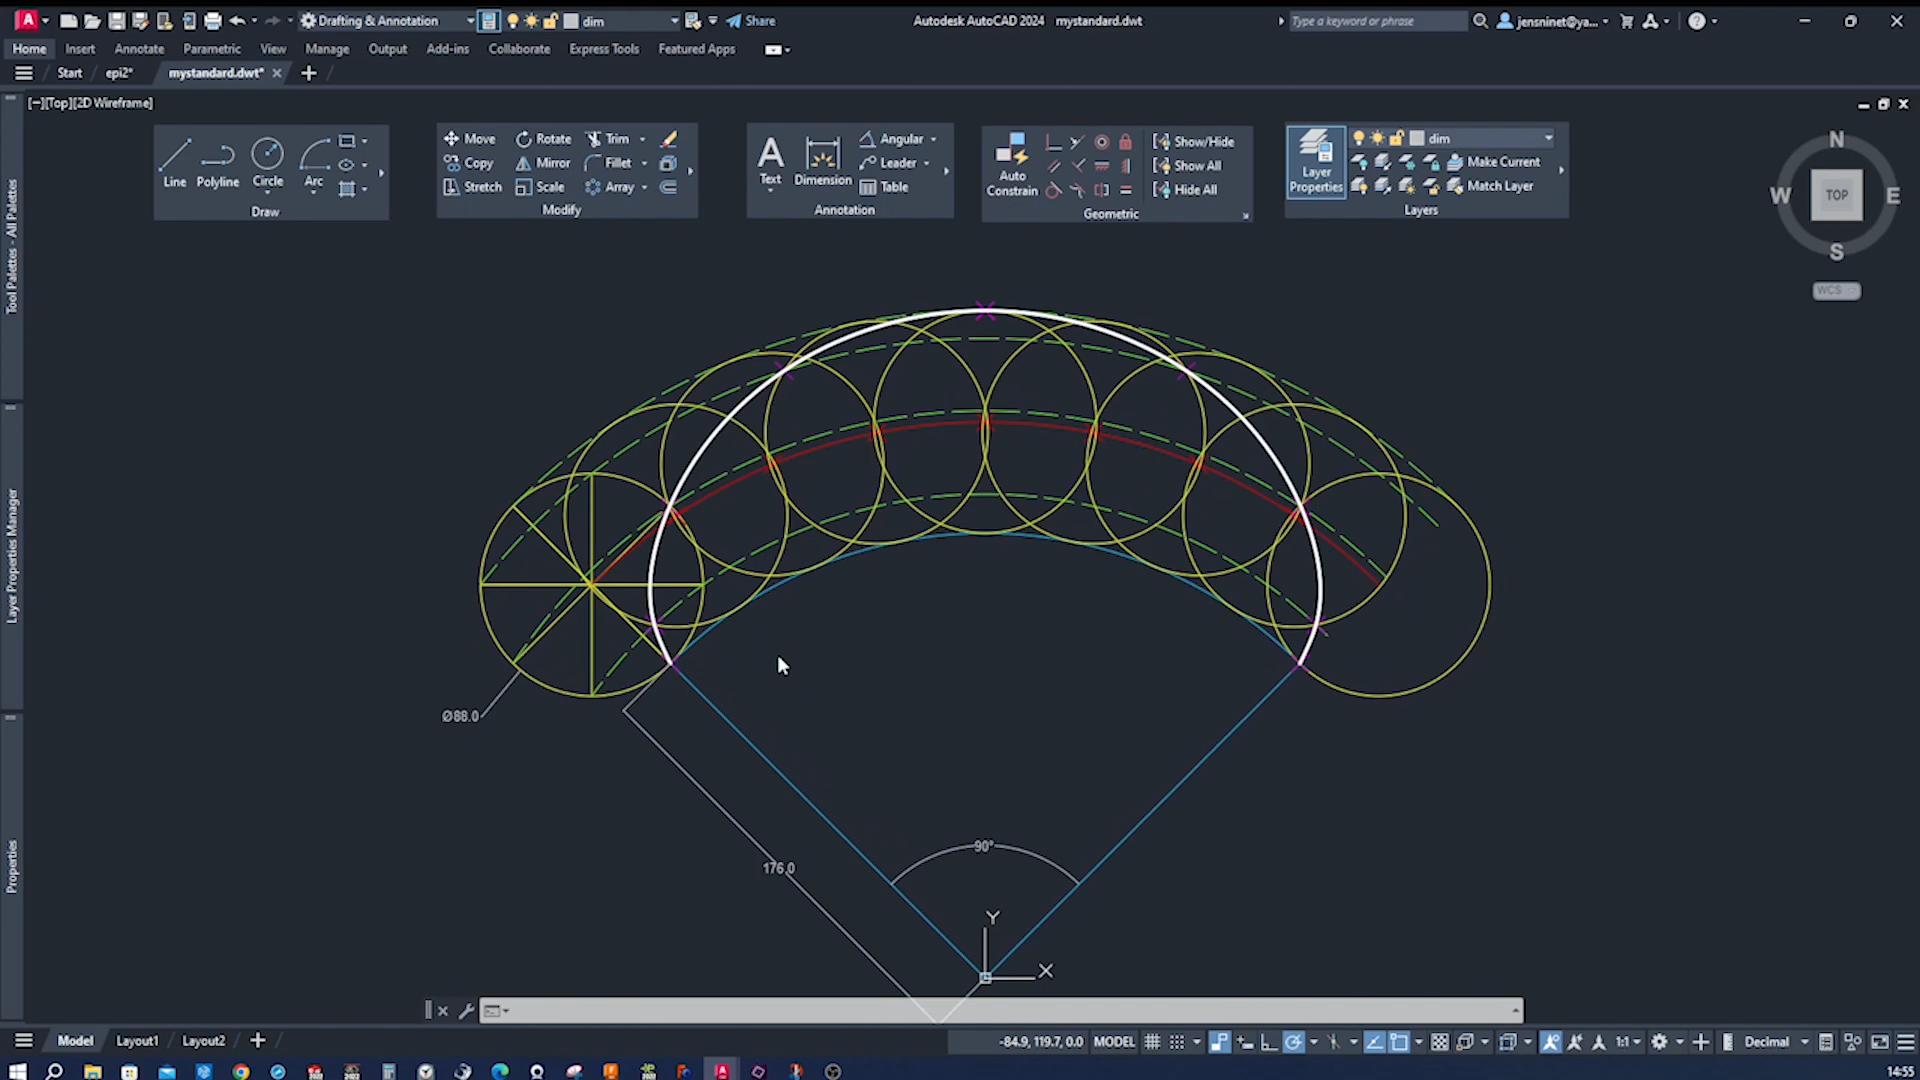 Drafting & Annotation
dim
Share
Autodesk AutoCAD 2024 mystandard.dwt
Type a keyword or phrase
jensninet@ya...
Home Insert Annotate Parametric View Manage Output Add-ins Collaborate Express Tools Featured Apps
Start epi2* mystandard.dwt*
[−][Top][2D Wireframe]
Line Polyline Circle Arc
Draw
Move Rotate Trim
Copy Mirror Fillet
Stretch Scale Array
Modify
Text Dimension
Angular
Leader
Table
Annotation
Auto Constrain
Show/Hide
Show All
Hide All
Geometric
Layer Properties
dim
Make Current
Match Layer
Layers
N
W TOP E
S
WCS
Tool Palettes - All Palettes
Layer Properties Manager
Properties
Ø88.0
176.0
90°
Y
X
Model Layout1 Layout2
-84.9, 119.7, 0.0 MODEL
1:1
Decimal
14:55